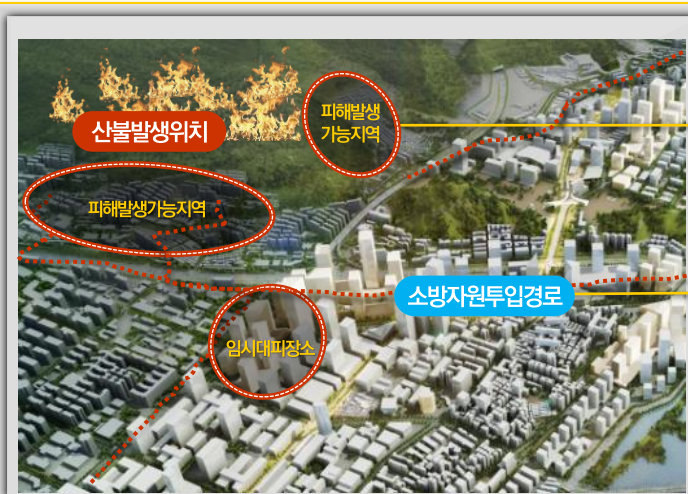 피해발생
가능지역
산불발생위치
피해발생가능지역
소방자원투입경로
임시대피장소